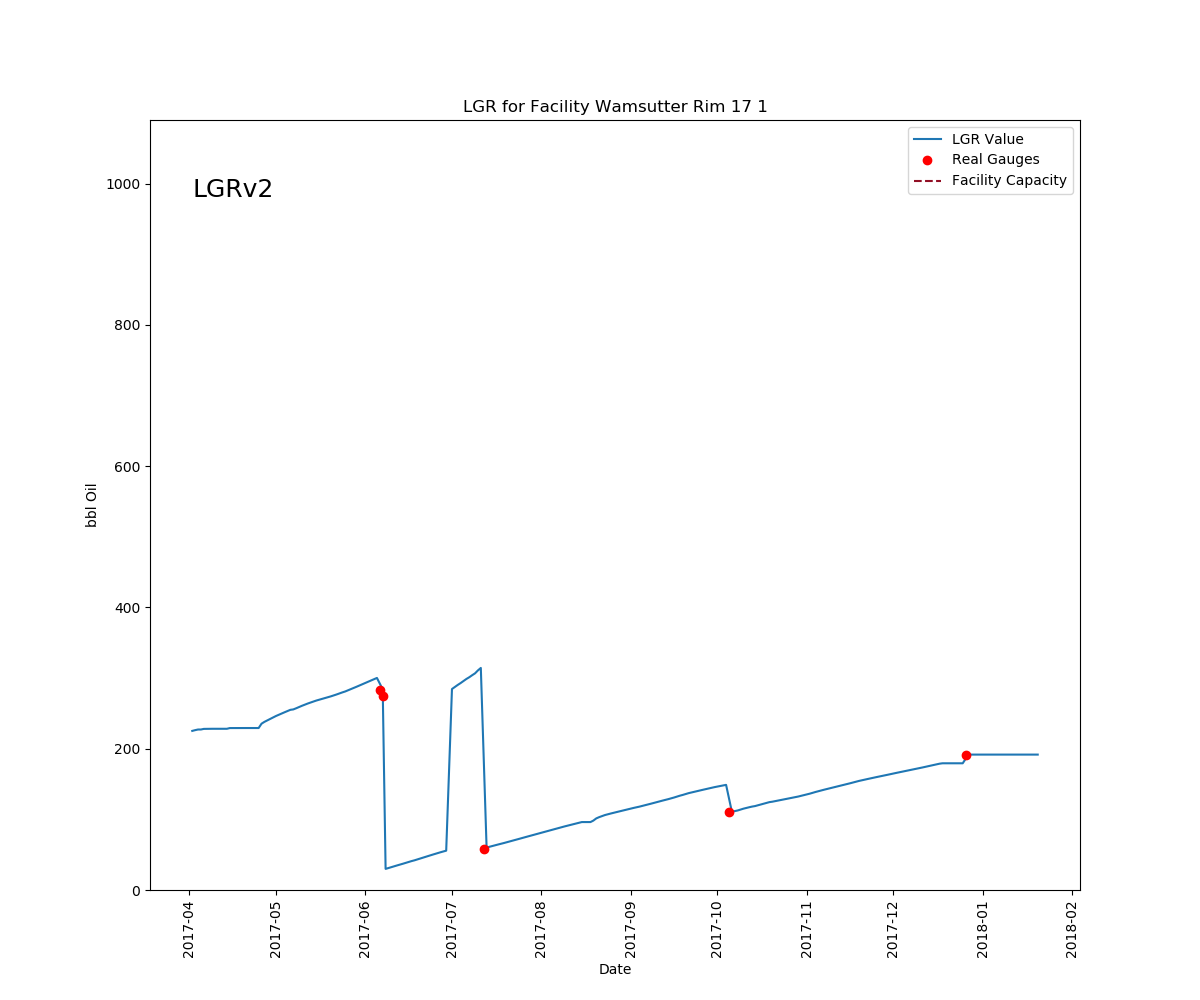 LGR for Facility Wamsutter Rim 17 1
LGRv2
LGR Value
Real Gauges
Facility Capacity
1000
800
600
400
200
0
bbl Oil
2017-04
2017-05
2017-06
2017-07
2017-08
2017-09
2017-10
2017-11
2017-12
2018-01
2018-02
Date